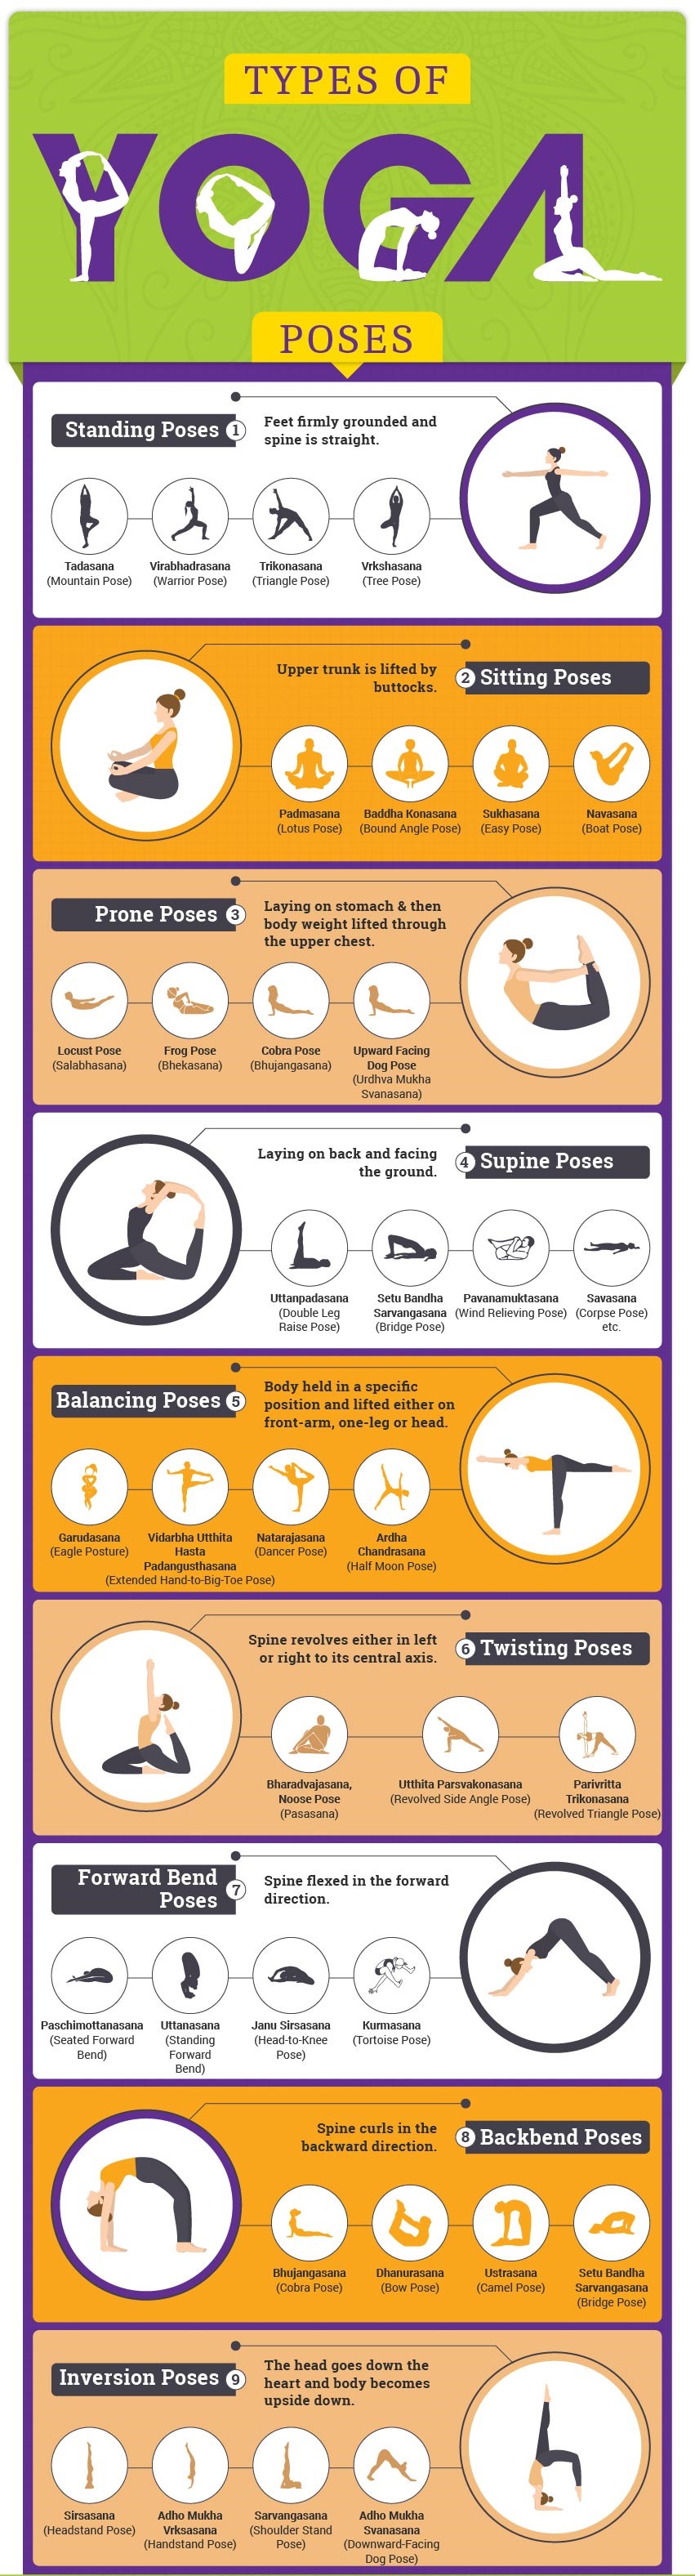 TYPES OF
YOGA
POSES
Standing Poses 1
Feet firmly grounded and
spine is straight.
Tadasana
(Mountain Pose)
Virabhadrasana
(Warrior Pose)
Trikonasana
(Triangle Pose)
Vrkshasana
(Tree Pose)
Upper trunk is lifted by
buttocks.
2 Sitting Poses
Padmasana
(Lotus Pose)
Baddha Konasana
(Bound Angle Pose)
Sukhasana
(Easy Pose)
Navasana
(Boat Pose)
Prone Poses 3
Laying on stomach & then
body weight lifted through
the upper chest.
Locust Pose
(Salabhasana)
Frog Pose
(Bhekasana)
Cobra Pose
(Bhujangasana)
Upward Facing
Dog Pose
(Urdhva Mukha
Svanasana)
Laying on back and facing
the ground.
4 Supine Poses
Uttanpadasana
(Double Leg
Raise Pose)
Setu Bandha
Sarvangasana
(Bridge Pose)
Pavanamuktasana
(Wind Relieving Pose)
Savasana
(Corpse Pose)
etc.
Balancing Poses 5
Body held in a specific
position and lifted either on
front-arm, one-leg or head.
Garudasana
(Eagle Posture)
Vidarbha Utthita
Hasta
Padangusthasana
(Extended Hand-to-Big-Toe Pose)
Natarajasana
(Dancer Pose)
Ardha
Chandrasana
(Half Moon Pose)
Spine revolves either in left
or right to its central axis.
6 Twisting Poses
Bharadvajasana,
Noose Pose
(Pasasana)
Utthita Parsvakonasana
(Revolved Side Angle Pose)
Parivritta
Trikonasana
(Revolved Triangle Pose)
Forward Bend
Poses 7
Spine flexed in the forward
direction.
Paschimottanasana
(Seated Forward
Bend)
Uttanasana
(Standing
Forward
Bend)
Janu Sirsasana
(Head-to-Knee
Pose)
Kurmasana
(Tortoise Pose)
Spine curls in the
backward direction.
8 Backbend Poses
Bhujangasana
(Cobra Pose)
Dhanurasana
(Bow Pose)
Ustrasana
(Camel Pose)
Setu Bandha
Sarvangasana
(Bridge Pose)
Inversion Poses 9
The head goes down the
heart and body becomes
upside down.
Sirsasana
(Headstand Pose)
Adho Mukha
Vrksasana
(Handstand Pose)
Sarvangasana
(Shoulder Stand
Pose)
Adho Mukha
Svanasana
(Downward-Facing
Dog Pose)